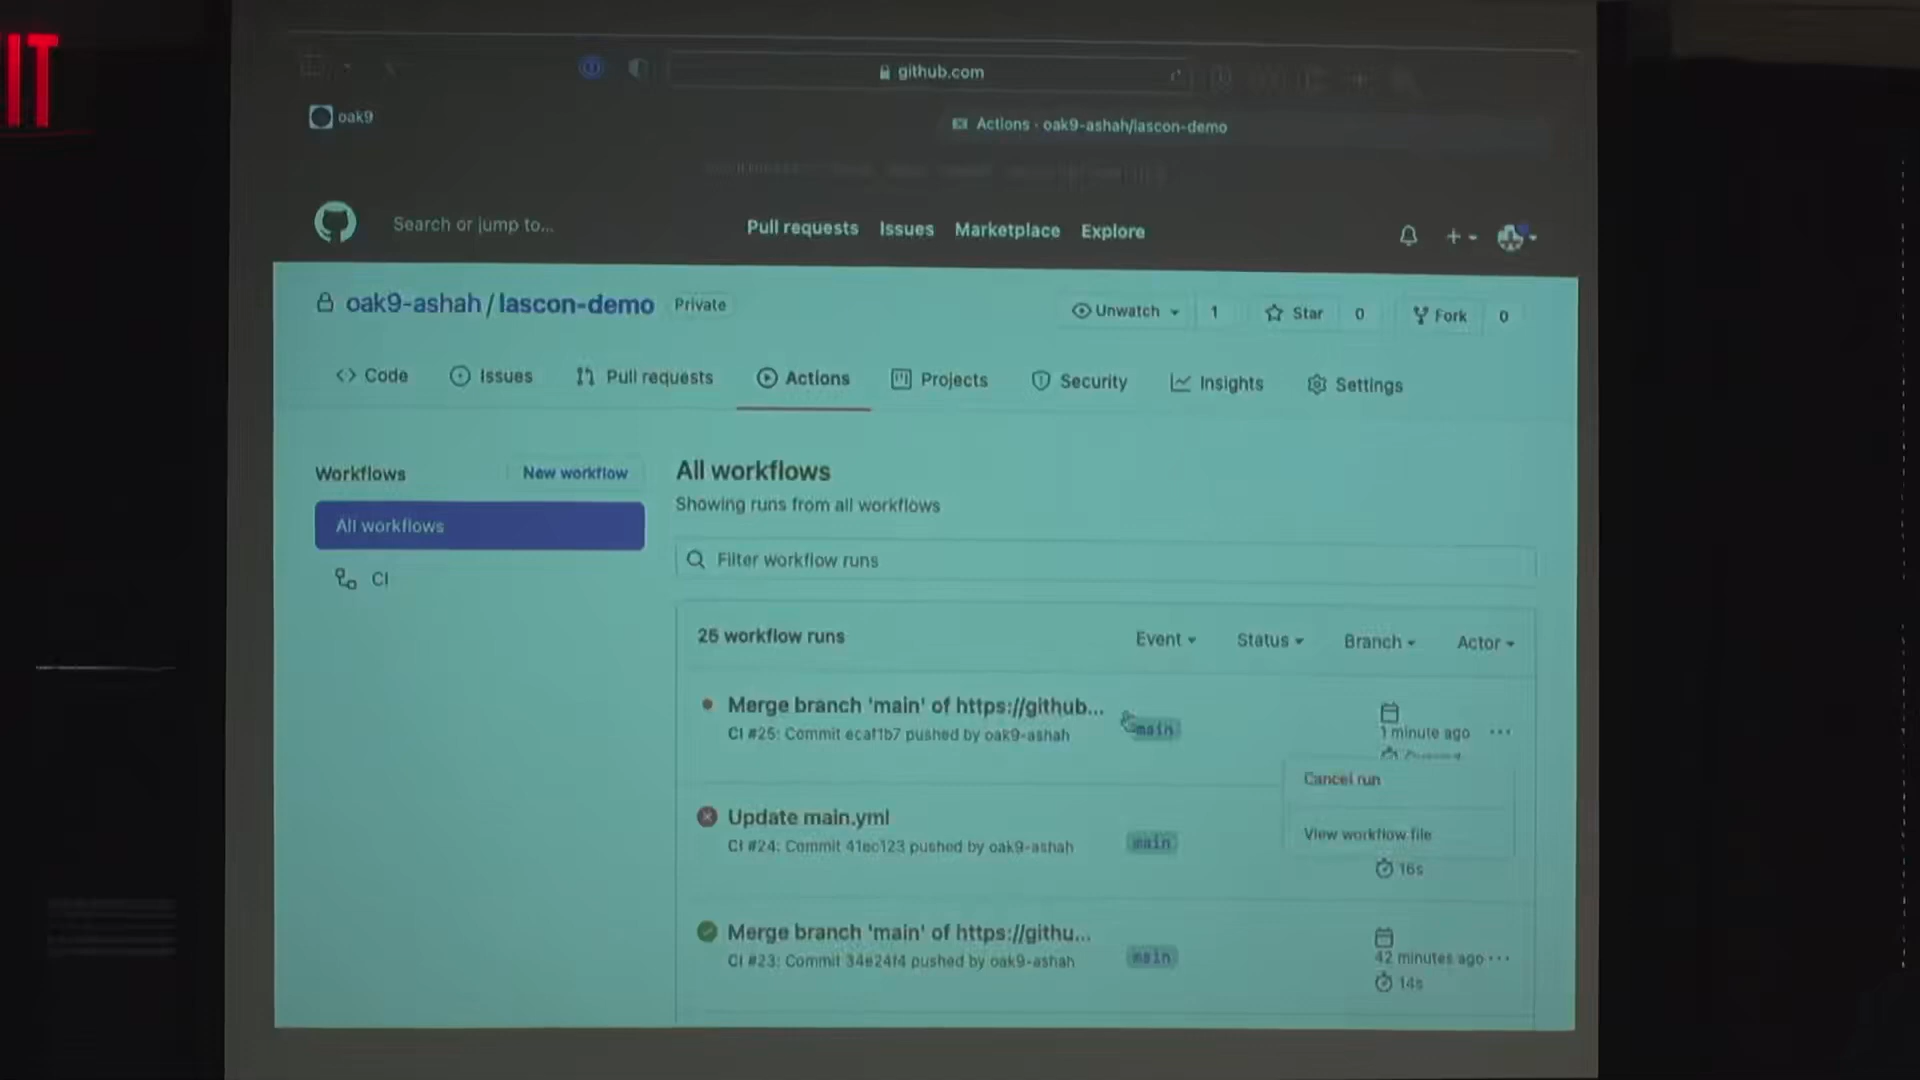 IT
github.com
oak9
Actions · oak9-ashah/lascon-demo
Search or jump to...
Pull requests Issues Marketplace Explore
oak9-ashah / lascon-demo Private
Unwatch 1 Star 0 Fork 0
Code Issues Pull requests Actions Projects Security Insights Settings
Workflows New workflow
All workflows
CI
All workflows
Showing runs from all workflows
Filter workflow runs
25 workflow runs Event Status Branch Actor
Merge branch 'main' of https://github...
CI #25: Commit ecaf1b7 pushed by oak9-ashah
main
1 minute ago ...
Cancel run
View workflow file
Update main.yml
CI #24: Commit 41ec123 pushed by oak9-ashah
main
16s
Merge branch 'main' of https://githu...
CI #23: Commit 34e24f4 pushed by oak9-ashah
main
42 minutes ago ...
14s